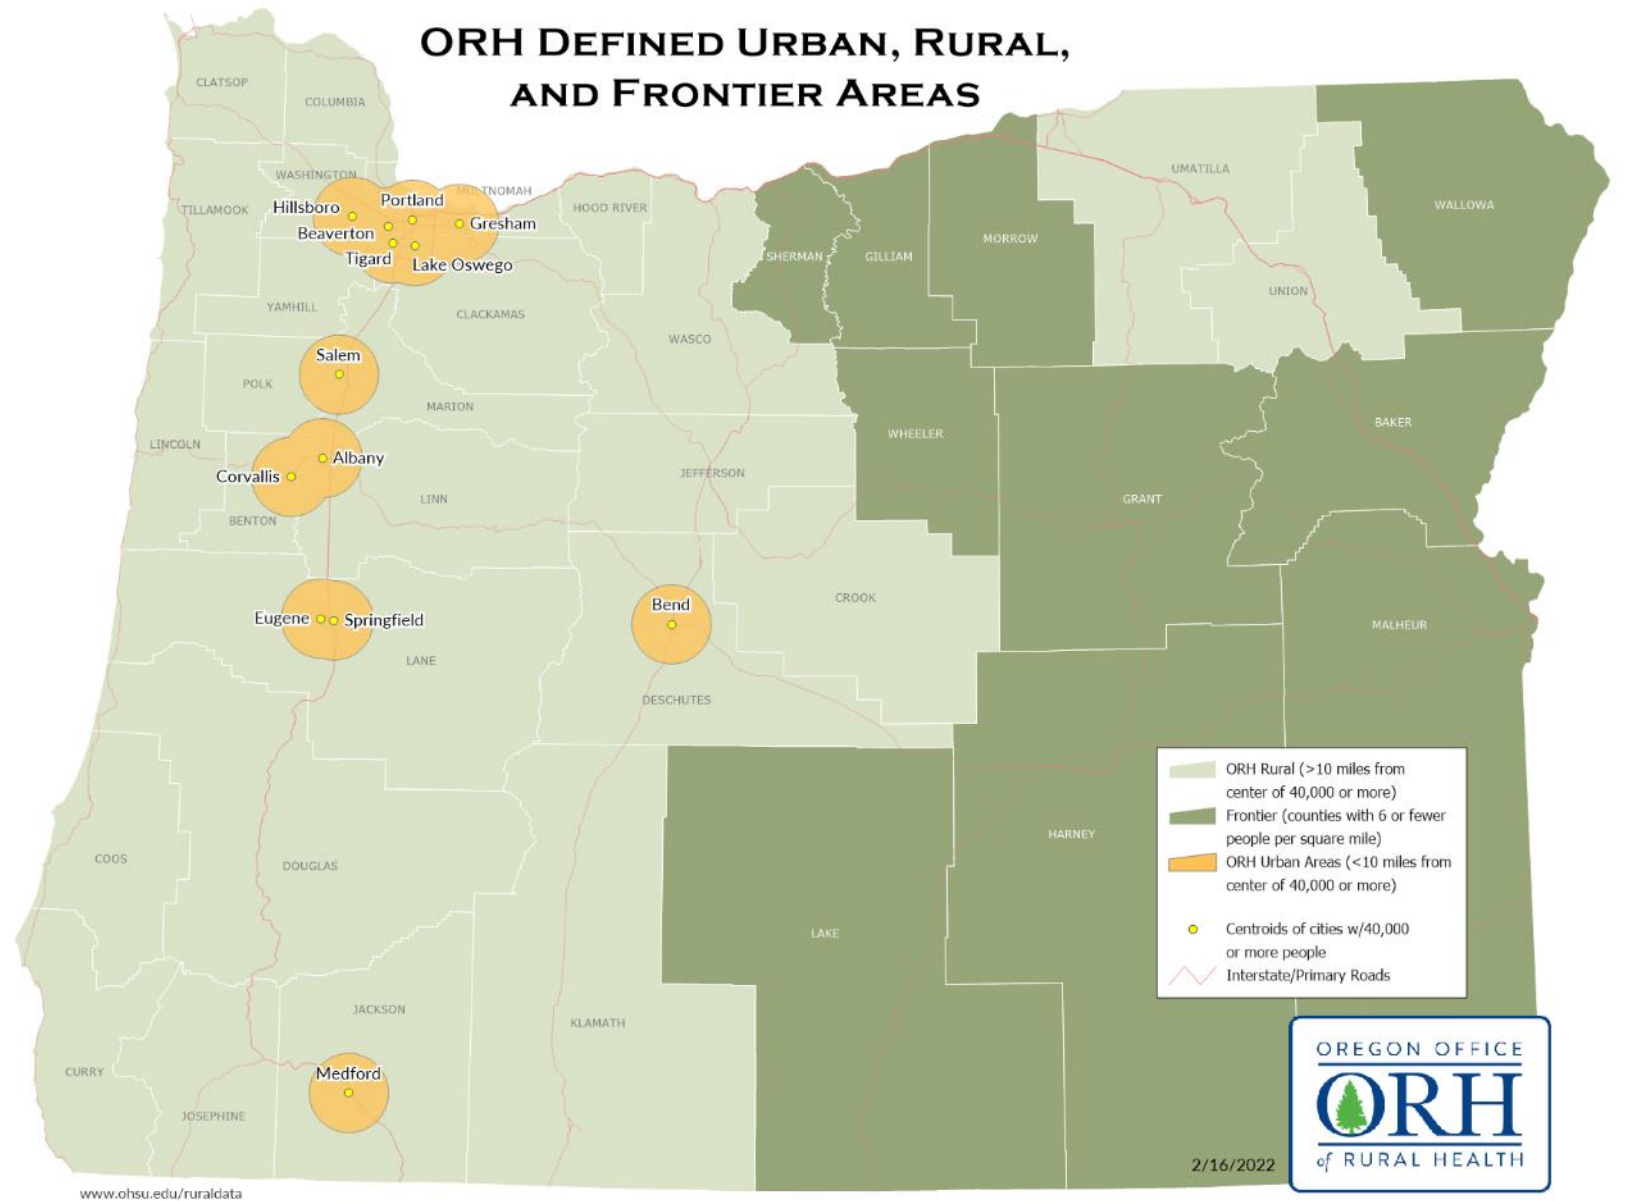 ORH DEFINED URBAN, RURAL,
AND FRONTIER AREAS
CLATSOP
COLUMBIA
WASHINGTON
MULTNOMAH
TILLAMOOK
Hillsboro
Portland
Beaverton
Gresham
Tigard
Lake Oswego
HOOD RIVER
UMATILLA
WALLOWA
MORROW
SHERMAN
GILLIAM
UNION
YAMHILL
CLACKAMAS
WASCO
Salem
POLK
MARION
LINCOLN
Albany
Corvallis
LINN
BENTON
JEFFERSON
WHEELER
BAKER
GRANT
Eugene
Springfield
Bend
CROOK
MALHEUR
LANE
DESCHUTES
ORH Rural (>10 miles from
center of 40,000 or more)
Frontier (counties with 6 or fewer
people per square mile)
ORH Urban Areas (<10 miles from
center of 40,000 or more)
Centroids of cities w/40,000
or more people
Interstate/Primary Roads
COOS
DOUGLAS
HARNEY
LAKE
JACKSON
KLAMATH
CURRY
Medford
JOSEPHINE
OREGON OFFICE
ORH
of RURAL HEALTH
2/16/2022
www.ohsu.edu/ruraldata